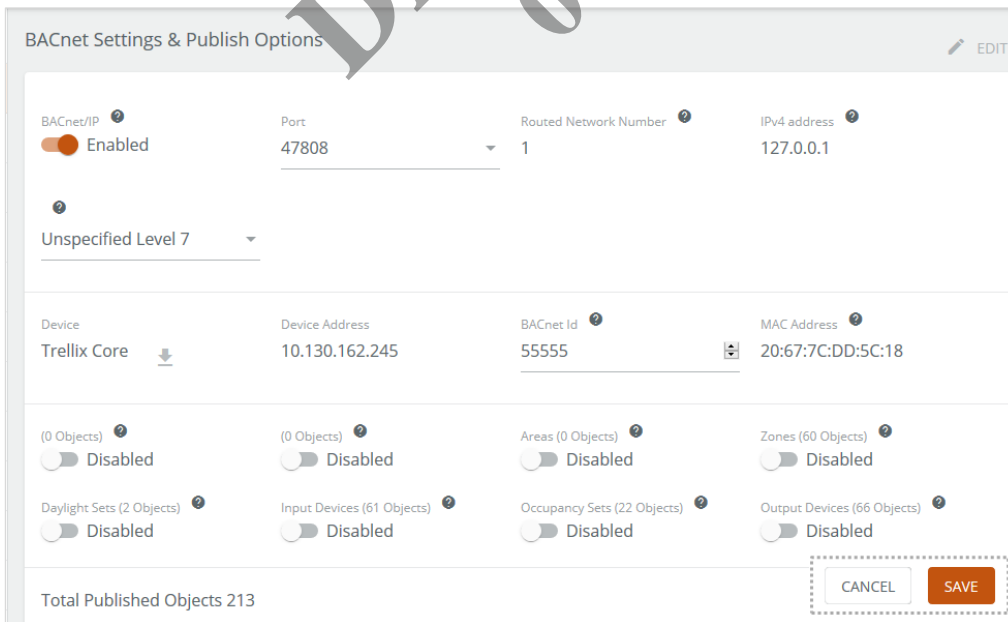 BACnet Settings & Publish Options
EDIT
BACnet/IP
Port
Routed Network Number
IPv4 address
Enabled
47808
1
127.0.0.1
Unspecified Level 7
Device
Device Address
BACnet Id
MAC Address
Trellix Core
10.130.162.245
55555
20:67:7C:DD:5C:18
(0 Objects)
(0 Objects)
Areas (0 Objects)
Zones (60 Objects)
Disabled
Disabled
Disabled
Disabled
Daylight Sets (2 Objects)
Input Devices (61 Objects)
Occupancy Sets (22 Objects)
Output Devices (66 Objects)
Disabled
Disabled
Disabled
Disabled
Total Published Objects 213
CANCEL
SAVE